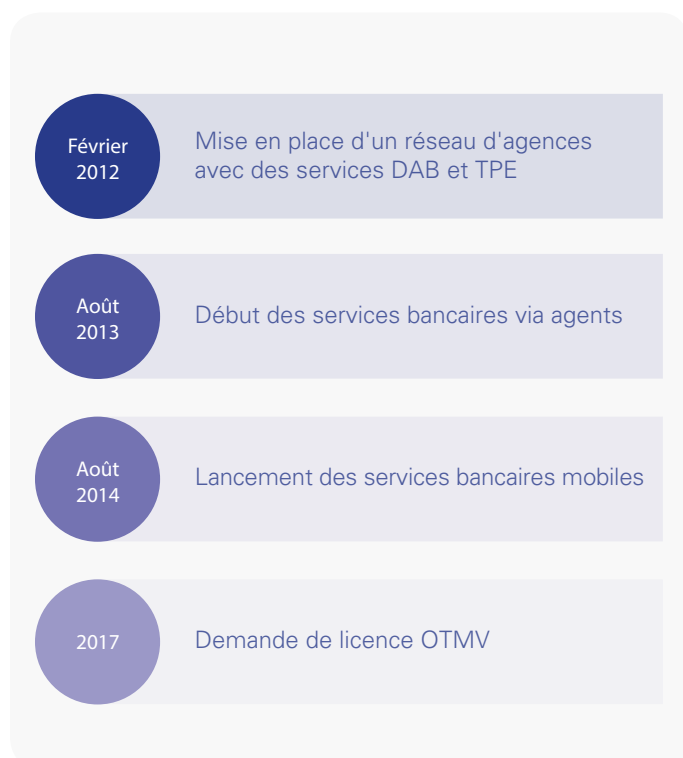 Février
2012
Mise en place d'un réseau d'agences
avec des services DAB et TPE
Août
2013
Début des services bancaires via agents
Août
2014
Lancement des services bancaires mobiles
2017
Demande de licence OTMV